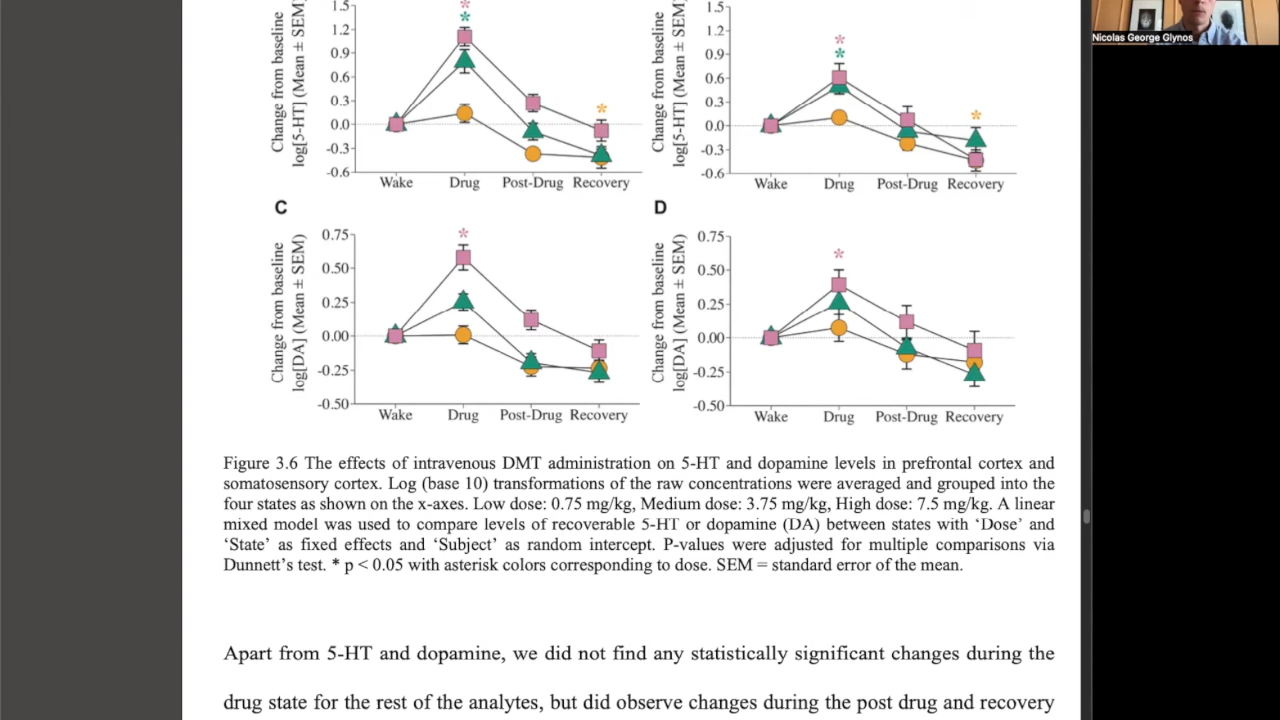 1.5
1.2
0.9
0.6
0.3
0.0
-0.3
-0.6
Change from baseline
log[5-HT] (Mean ± SEM)
*
*
*
Wake Drug Post-Drug Recovery
1.5
1.2
0.9
0.6
0.3
0.0
-0.3
-0.6
Change from baseline
log[5-HT] (Mean ± SEM)
*
*
*
Wake Drug Post-Drug Recovery
Nicolas George Glynos
C
0.75
0.50
0.25
0.00
-0.25
-0.50
Change from baseline
log[DA] (Mean ± SEM)
*
Wake Drug Post-Drug Recovery
D
0.75
0.50
0.25
0.00
-0.25
-0.50
Change from baseline
log[DA] (Mean ± SEM)
*
Wake Drug Post-Drug Recovery
Figure 3.6 The effects of intravenous DMT administration on 5-HT and dopamine levels in prefrontal cortex and
somatosensory cortex. Log (base 10) transformations of the raw concentrations were averaged and grouped into the
four states as shown on the x-axes. Low dose: 0.75 mg/kg, Medium dose: 3.75 mg/kg, High dose: 7.5 mg/kg. A linear
mixed model was used to compare levels of recoverable 5-HT or dopamine (DA) between states with ‘Dose’ and
‘State’ as fixed effects and ‘Subject’ as random intercept. P-values were adjusted for multiple comparisons via
Dunnett’s test. * p < 0.05 with asterisk colors corresponding to dose. SEM = standard error of the mean.
Apart from 5-HT and dopamine, we did not find any statistically significant changes during the
drug state for the rest of the analytes, but did observe changes during the post drug and recovery